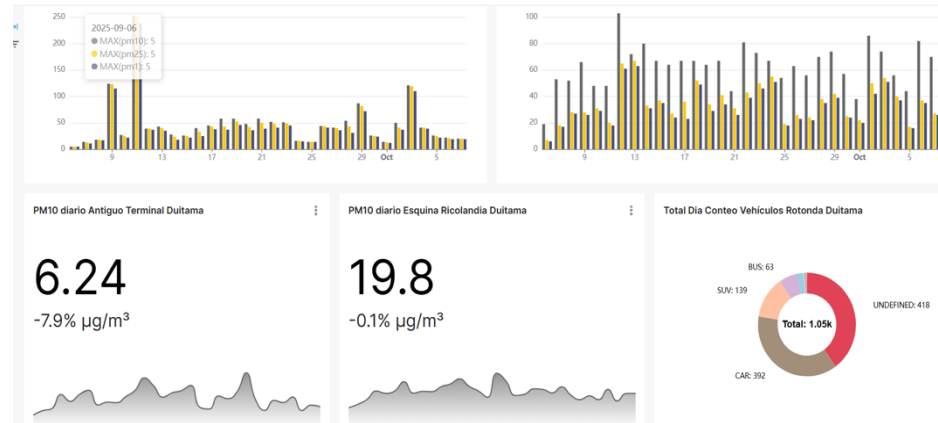 250
200
150
100
50
0
2025-09-06
MAX(pm10): 5
MAX(pm25): 5
MAX(pm1): 5
9
13
17
21
25
29
Oct
5
100
80
60
40
20
0
9
13
17
21
25
29
Oct
5
PM10 diario Antiguo Terminal Duitama
6.24
-7.9% µg/m³
PM10 diario Esquina Ricolandia Duitama
19.8
-0.1% µg/m³
Total Dia Conteo Vehículos Rotonda Duitama
BUS: 63
SUV: 139
UNDEFINED: 418
Total: 1.05k
CAR: 392